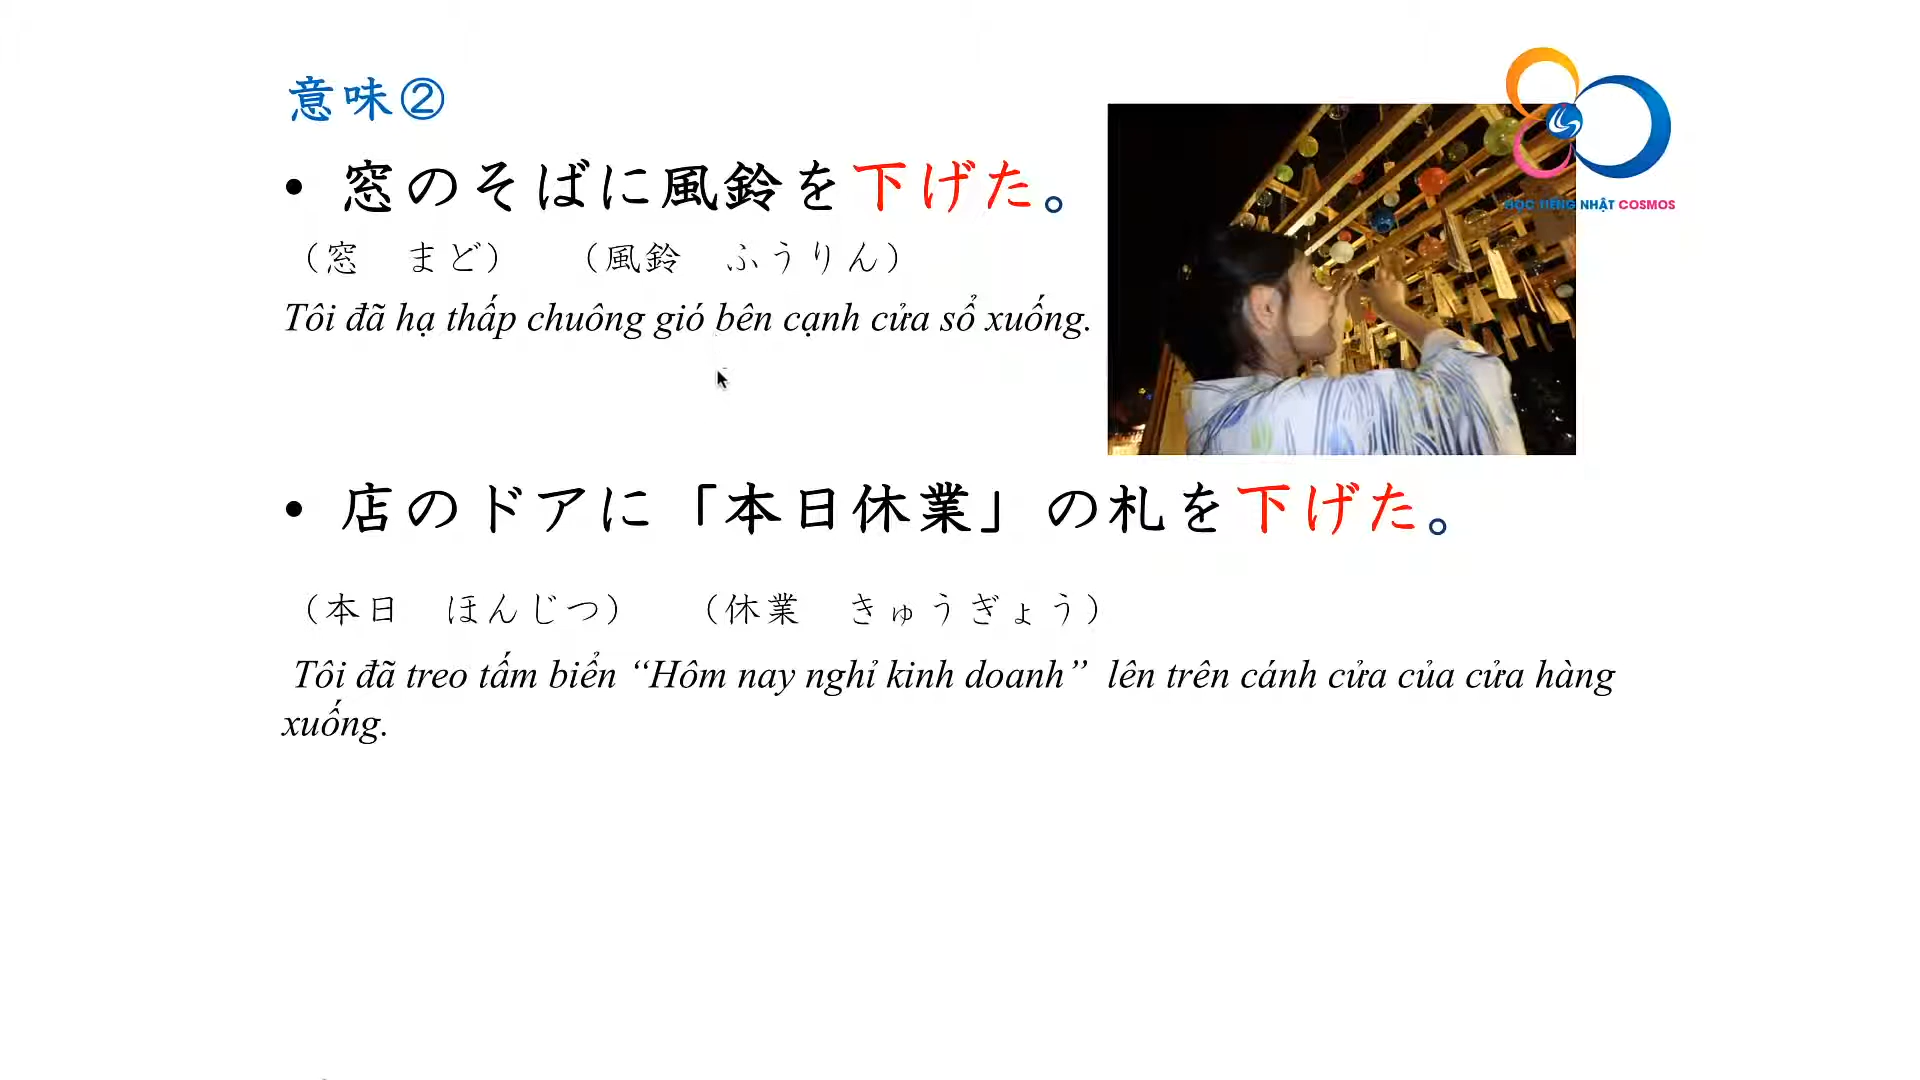 意味②
HỌC TIẾNG NHẬT COSMOS
• 窓のそばに風鈴を下げた。
（窓　まど）　（風鈴　ふうりん）
Tôi đã hạ thấp chuông gió bên cạnh cửa sổ xuống.
• 店のドアに「本日休業」の札を下げた。
（本日　ほんじつ）　（休業　きゅうぎょう）
Tôi đã treo tấm biển “Hôm nay nghỉ kinh doanh” lên trên cánh cửa của cửa hàng
xuống.